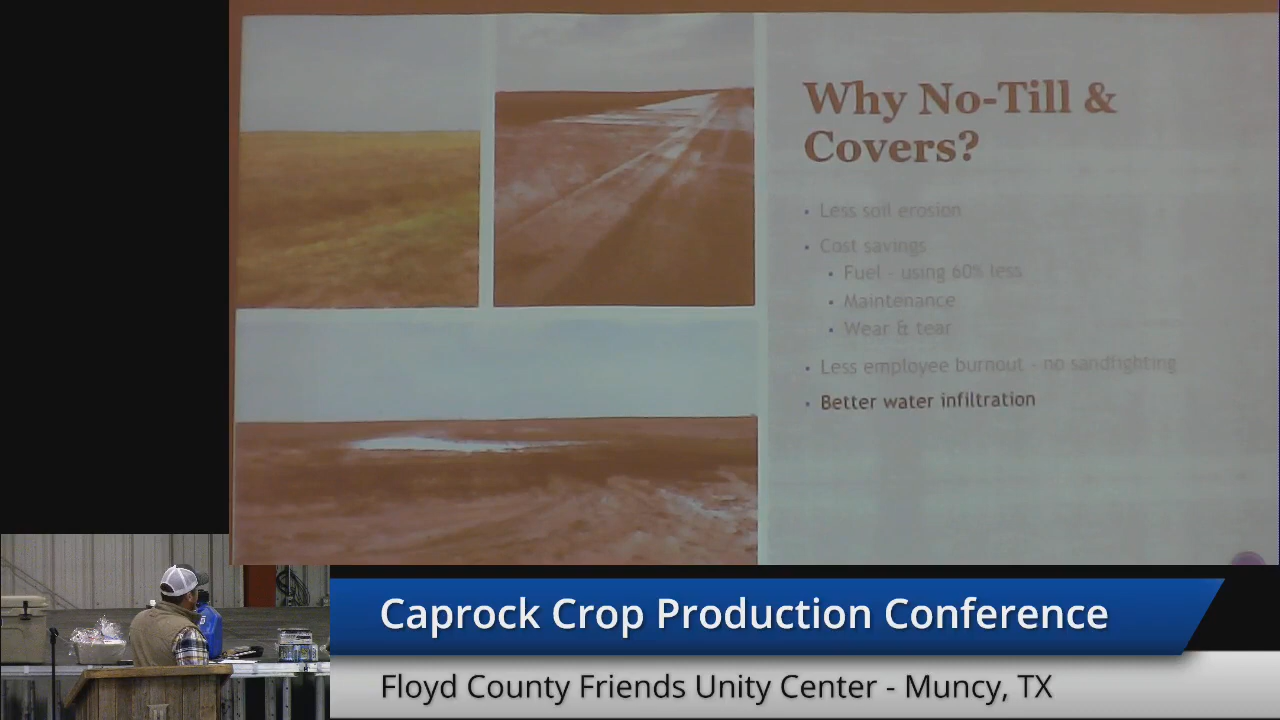 Why No-Till &
Covers?
• Less soil erosion
• Cost savings
• Fuel - using 60% less
• Maintenance
• Wear & tear
• Less employee burnout - no sandfighting
• Better water infiltration
Caprock Crop Production Conference
Floyd County Friends Unity Center - Muncy, TX